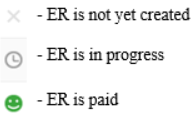 - ER is not yet created
- ER is in progress
- ER is paid